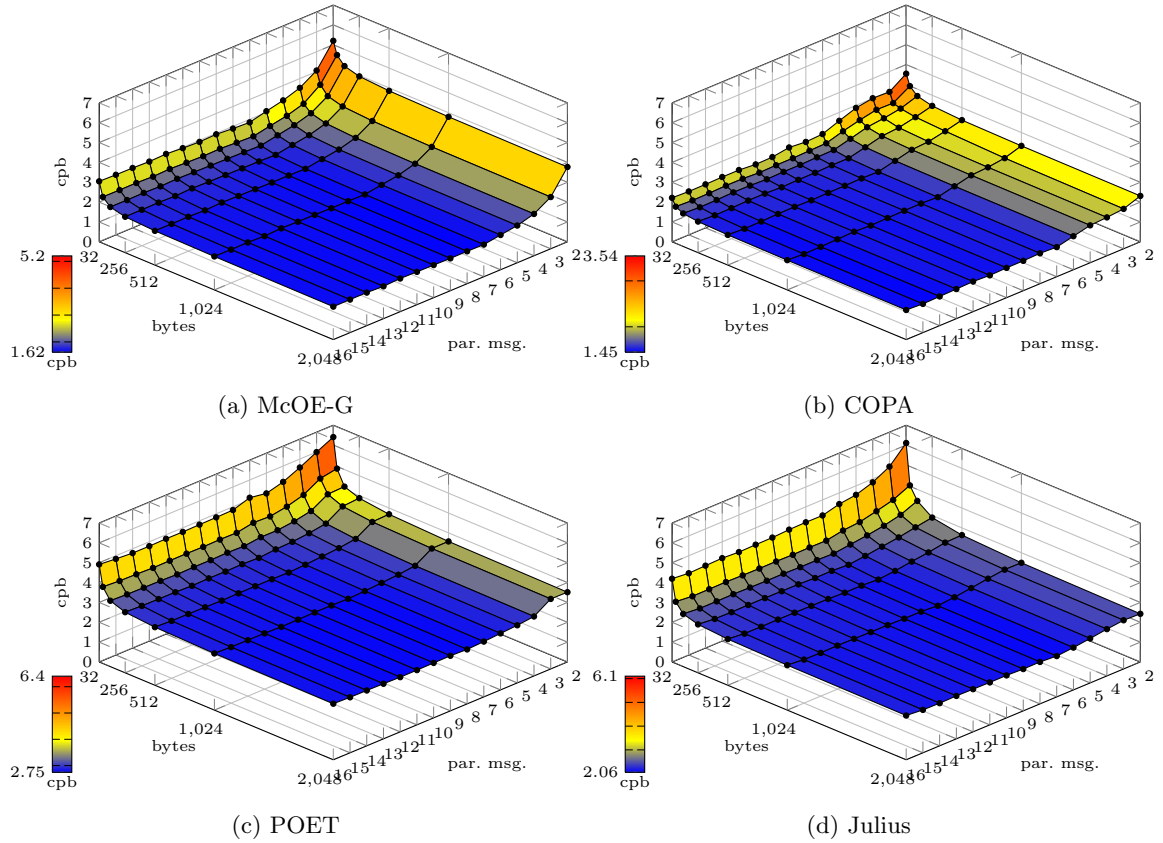 7
6
5
4
3
2
1
0
cpb
5.2
1.62
cpb
32
256
512
1,024
2,048
bytes
16 15 14 13 12 11 10 9 8 7 6 5 4 3 2
par. msg.
(a) McOE-G
7
6
5
4
3
2
1
0
cpb
3.54
1.45
cpb
32
256
512
1,024
2,048
bytes
16 15 14 13 12 11 10 9 8 7 6 5 4 3 2
par. msg.
(b) COPA
7
6
5
4
3
2
1
0
cpb
6.4
2.75
cpb
32
256
512
1,024
2,048
bytes
16 15 14 13 12 11 10 9 8 7 6 5 4 3 2
par. msg.
(c) POET
7
6
5
4
3
2
1
0
cpb
6.1
2.06
cpb
32
256
512
1,024
2,048
bytes
16 15 14 13 12 11 10 9 8 7 6 5 4 3 2
par. msg.
(d) Julius